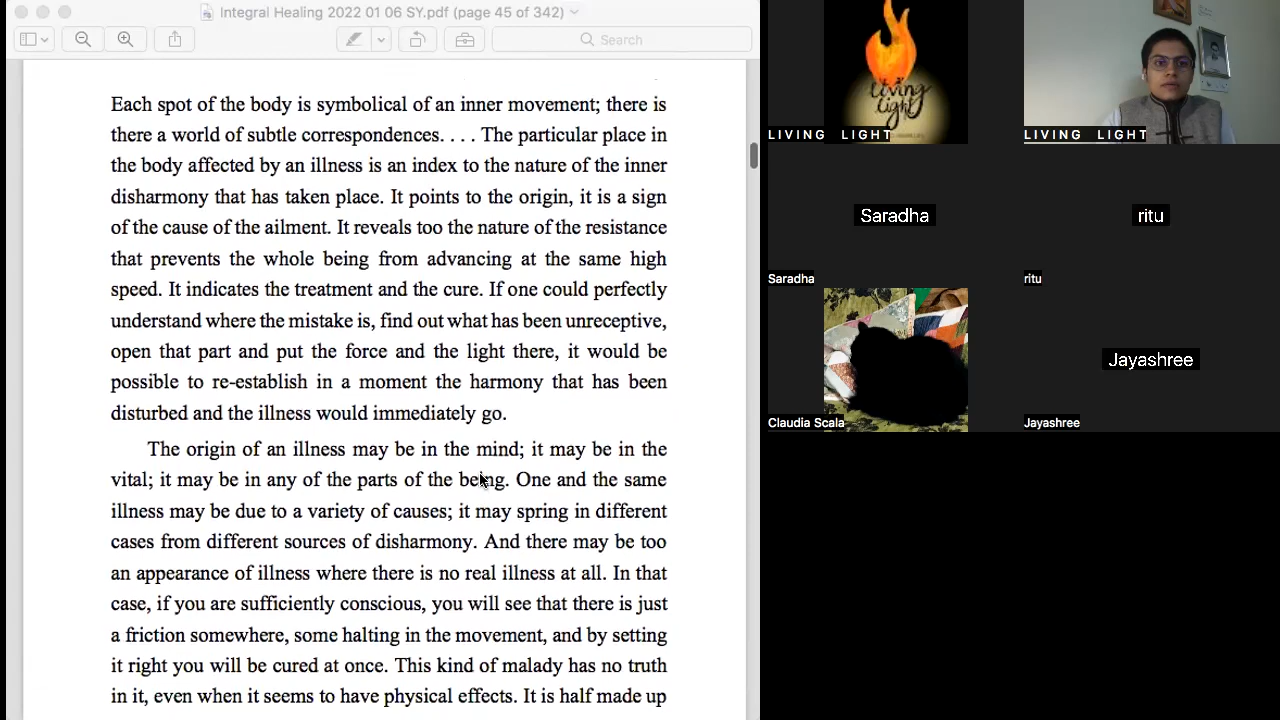 Integral Healing 2022 01 06 SY.pdf (page 45 of 342)
Search
Each spot of the body is symbolical of an inner movement; there is
there a world of subtle correspondences. . . . The particular place in
the body affected by an illness is an index to the nature of the inner
disharmony that has taken place. It points to the origin, it is a sign
of the cause of the ailment. It reveals too the nature of the resistance
that prevents the whole being from advancing at the same high
speed. It indicates the treatment and the cure. If one could perfectly
understand where the mistake is, find out what has been unreceptive,
open that part and put the force and the light there, it would be
possible to re-establish in a moment the harmony that has been
disturbed and the illness would immediately go.
The origin of an illness may be in the mind; it may be in the
vital; it may be in any of the parts of the being. One and the same
illness may be due to a variety of causes; it may spring in different
cases from different sources of disharmony. And there may be too
an appearance of illness where there is no real illness at all. In that
case, if you are sufficiently conscious, you will see that there is just
a friction somewhere, some halting in the movement, and by setting
it right you will be cured at once. This kind of malady has no truth
in it, even when it seems to have physical effects. It is half made up
living
light
LIVING LIGHT
LIVING LIGHT
Saradha
Saradha
ritu
ritu
Claudia Scala
Jayashree
Jayashree